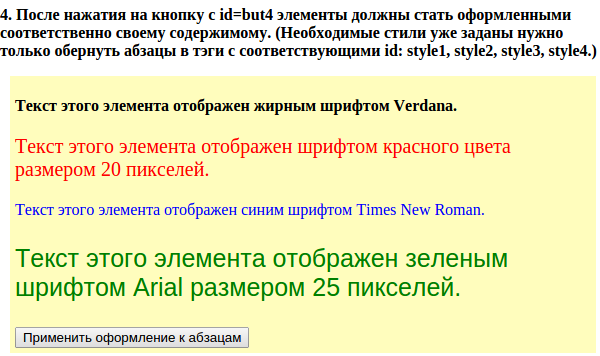 4. После нажатия на кнопку с id=but4 элементы должны стать оформленными
соответственно своему содержимому. (Необходимые стили уже заданы нужно
только обернуть абзацы в тэги с соответствующими id: style1, style2, style3, style4.)
Текст этого элемента отображен жирным шрифтом Verdana.
Текст этого элемента отображен шрифтом красного цвета
размером 20 пикселей.
Текст этого элемента отображен синим шрифтом Times New Roman.
Текст этого элемента отображен зеленым
шрифтом Arial размером 25 пикселей.
Применить оформление к абзацам